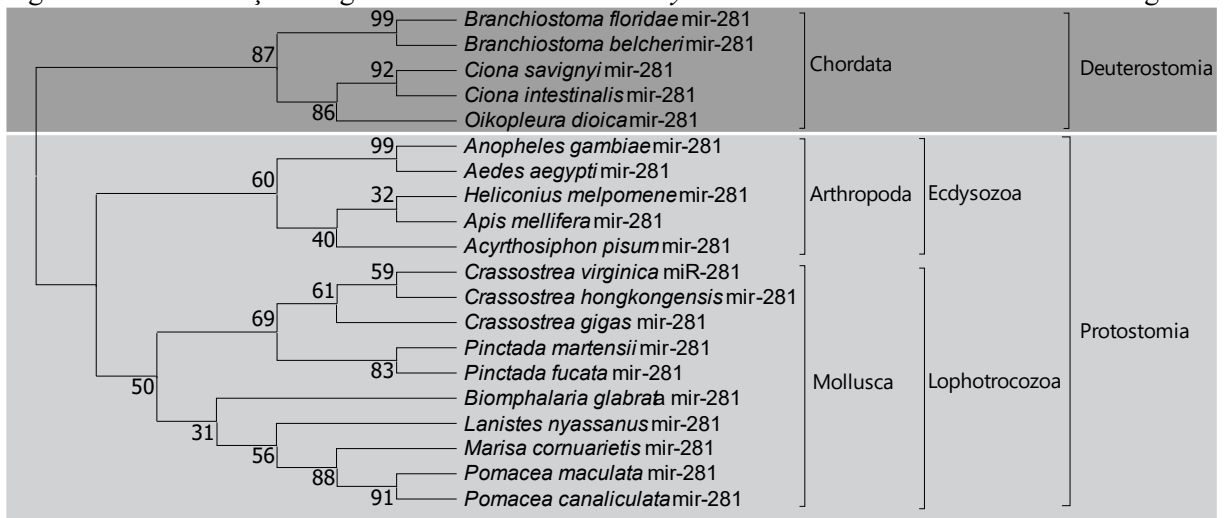 99 Branchiostoma floridae mir-281
Branchiostoma belcheri mir-281
87
92 Ciona savignyi mir-281
Ciona intestinalis mir-281
86 Oikopleura dioica mir-281
Chordata
Deuterostomia
99 Anopheles gambiae mir-281
Aedes aegypti mir-281
60
32 Heliconius melpomene mir-281
Apis mellifera mir-281
40 Acyrthosiphon pisum mir-281
Arthropoda
Ecdysozoa
59 Crassostrea virginica miR-281
61 Crassostrea hongkongensis mir-281
Crassostrea gigas mir-281
69
Pinctada martensii mir-281
83 Pinctada fucata mir-281
50
Biomphalaria glabrata mir-281
31
Lanistes nyassanus mir-281
56
Marisa cornuarietis mir-281
88
Pomacea maculata mir-281
91 Pomacea canaliculata mir-281
Mollusca
Lophotrocozoa
Protostomia